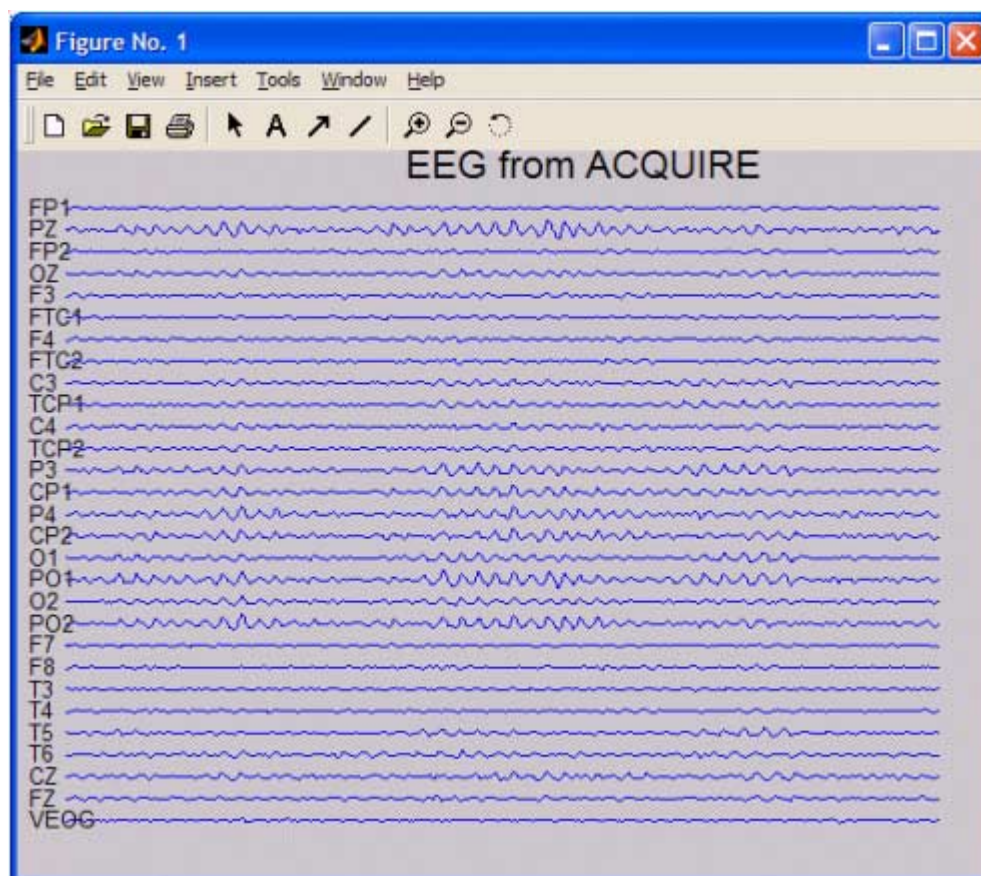 Figure No. 1
File Edit View Insert Tools Window Help
A
EEG from ACQUIRE
FP1
PZ
FP2
OZ
F3
FTC1
F4
FTC2
C3
TCP1
C4
TCP2
P3
CP1
P4
CP2
O1
PO1
O2
PO2
F7
F8
T3
T4
T5
T6
CZ
FZ
VEOG